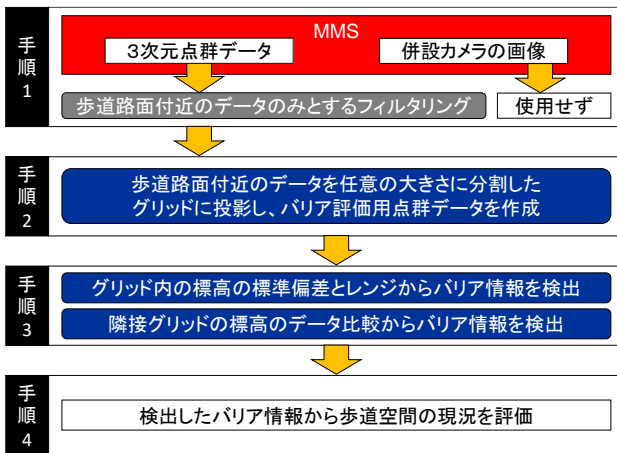 手順1
MMS
3次元点群データ
併設カメラの画像
歩道路面付近のデータのみとするフィルタリング
使用せず
手順2
歩道路面付近のデータを任意の大きさに分割した
グリッドに投影し、バリア評価用点群データを作成
手順3
グリッド内の標高の標準偏差とレンジからバリア情報を検出
隣接グリッドの標高のデータ比較からバリア情報を検出
手順4
検出したバリア情報から歩道空間の現況を評価